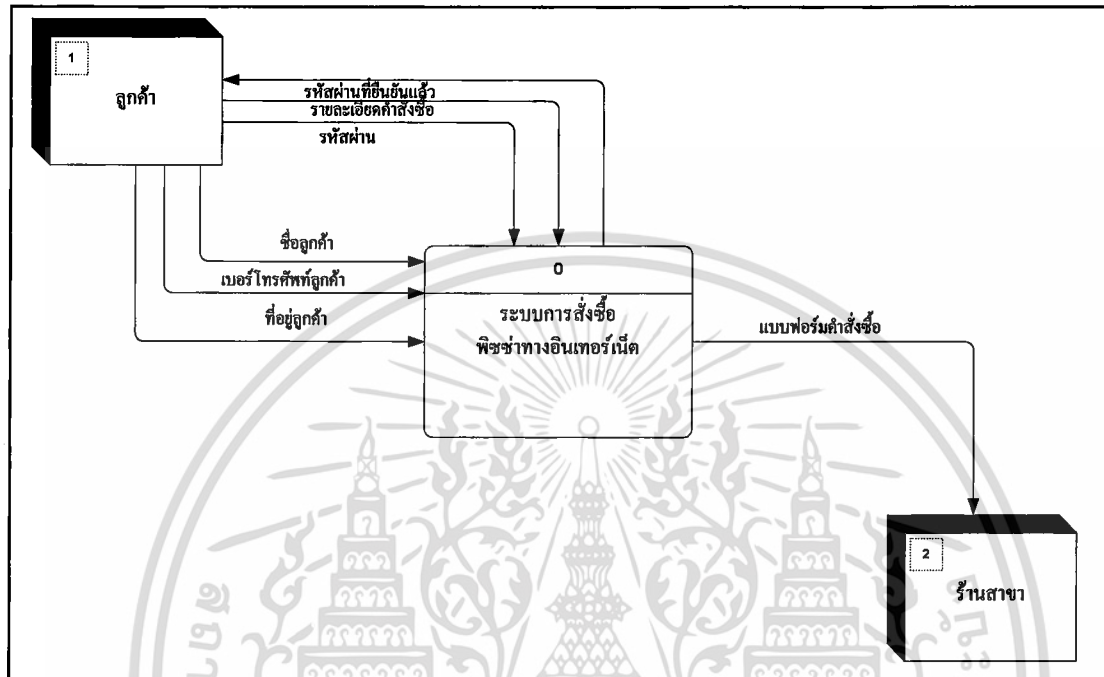 1
ลูกค้า
รหัสผ่านที่ยืนยันแล้ว
รายละเอียดคำสั่งซื้อ
รหัสผ่าน
ชื่อลูกค้า
เบอร์โทรศัพท์ลูกค้า
ที่อยู่ลูกค้า
0
ระบบการสั่งซื้อ
พิซซ่าทางอินเทอร์เน็ต
แบบฟอร์มคำสั่งซื้อ
2
ร้านสาขา